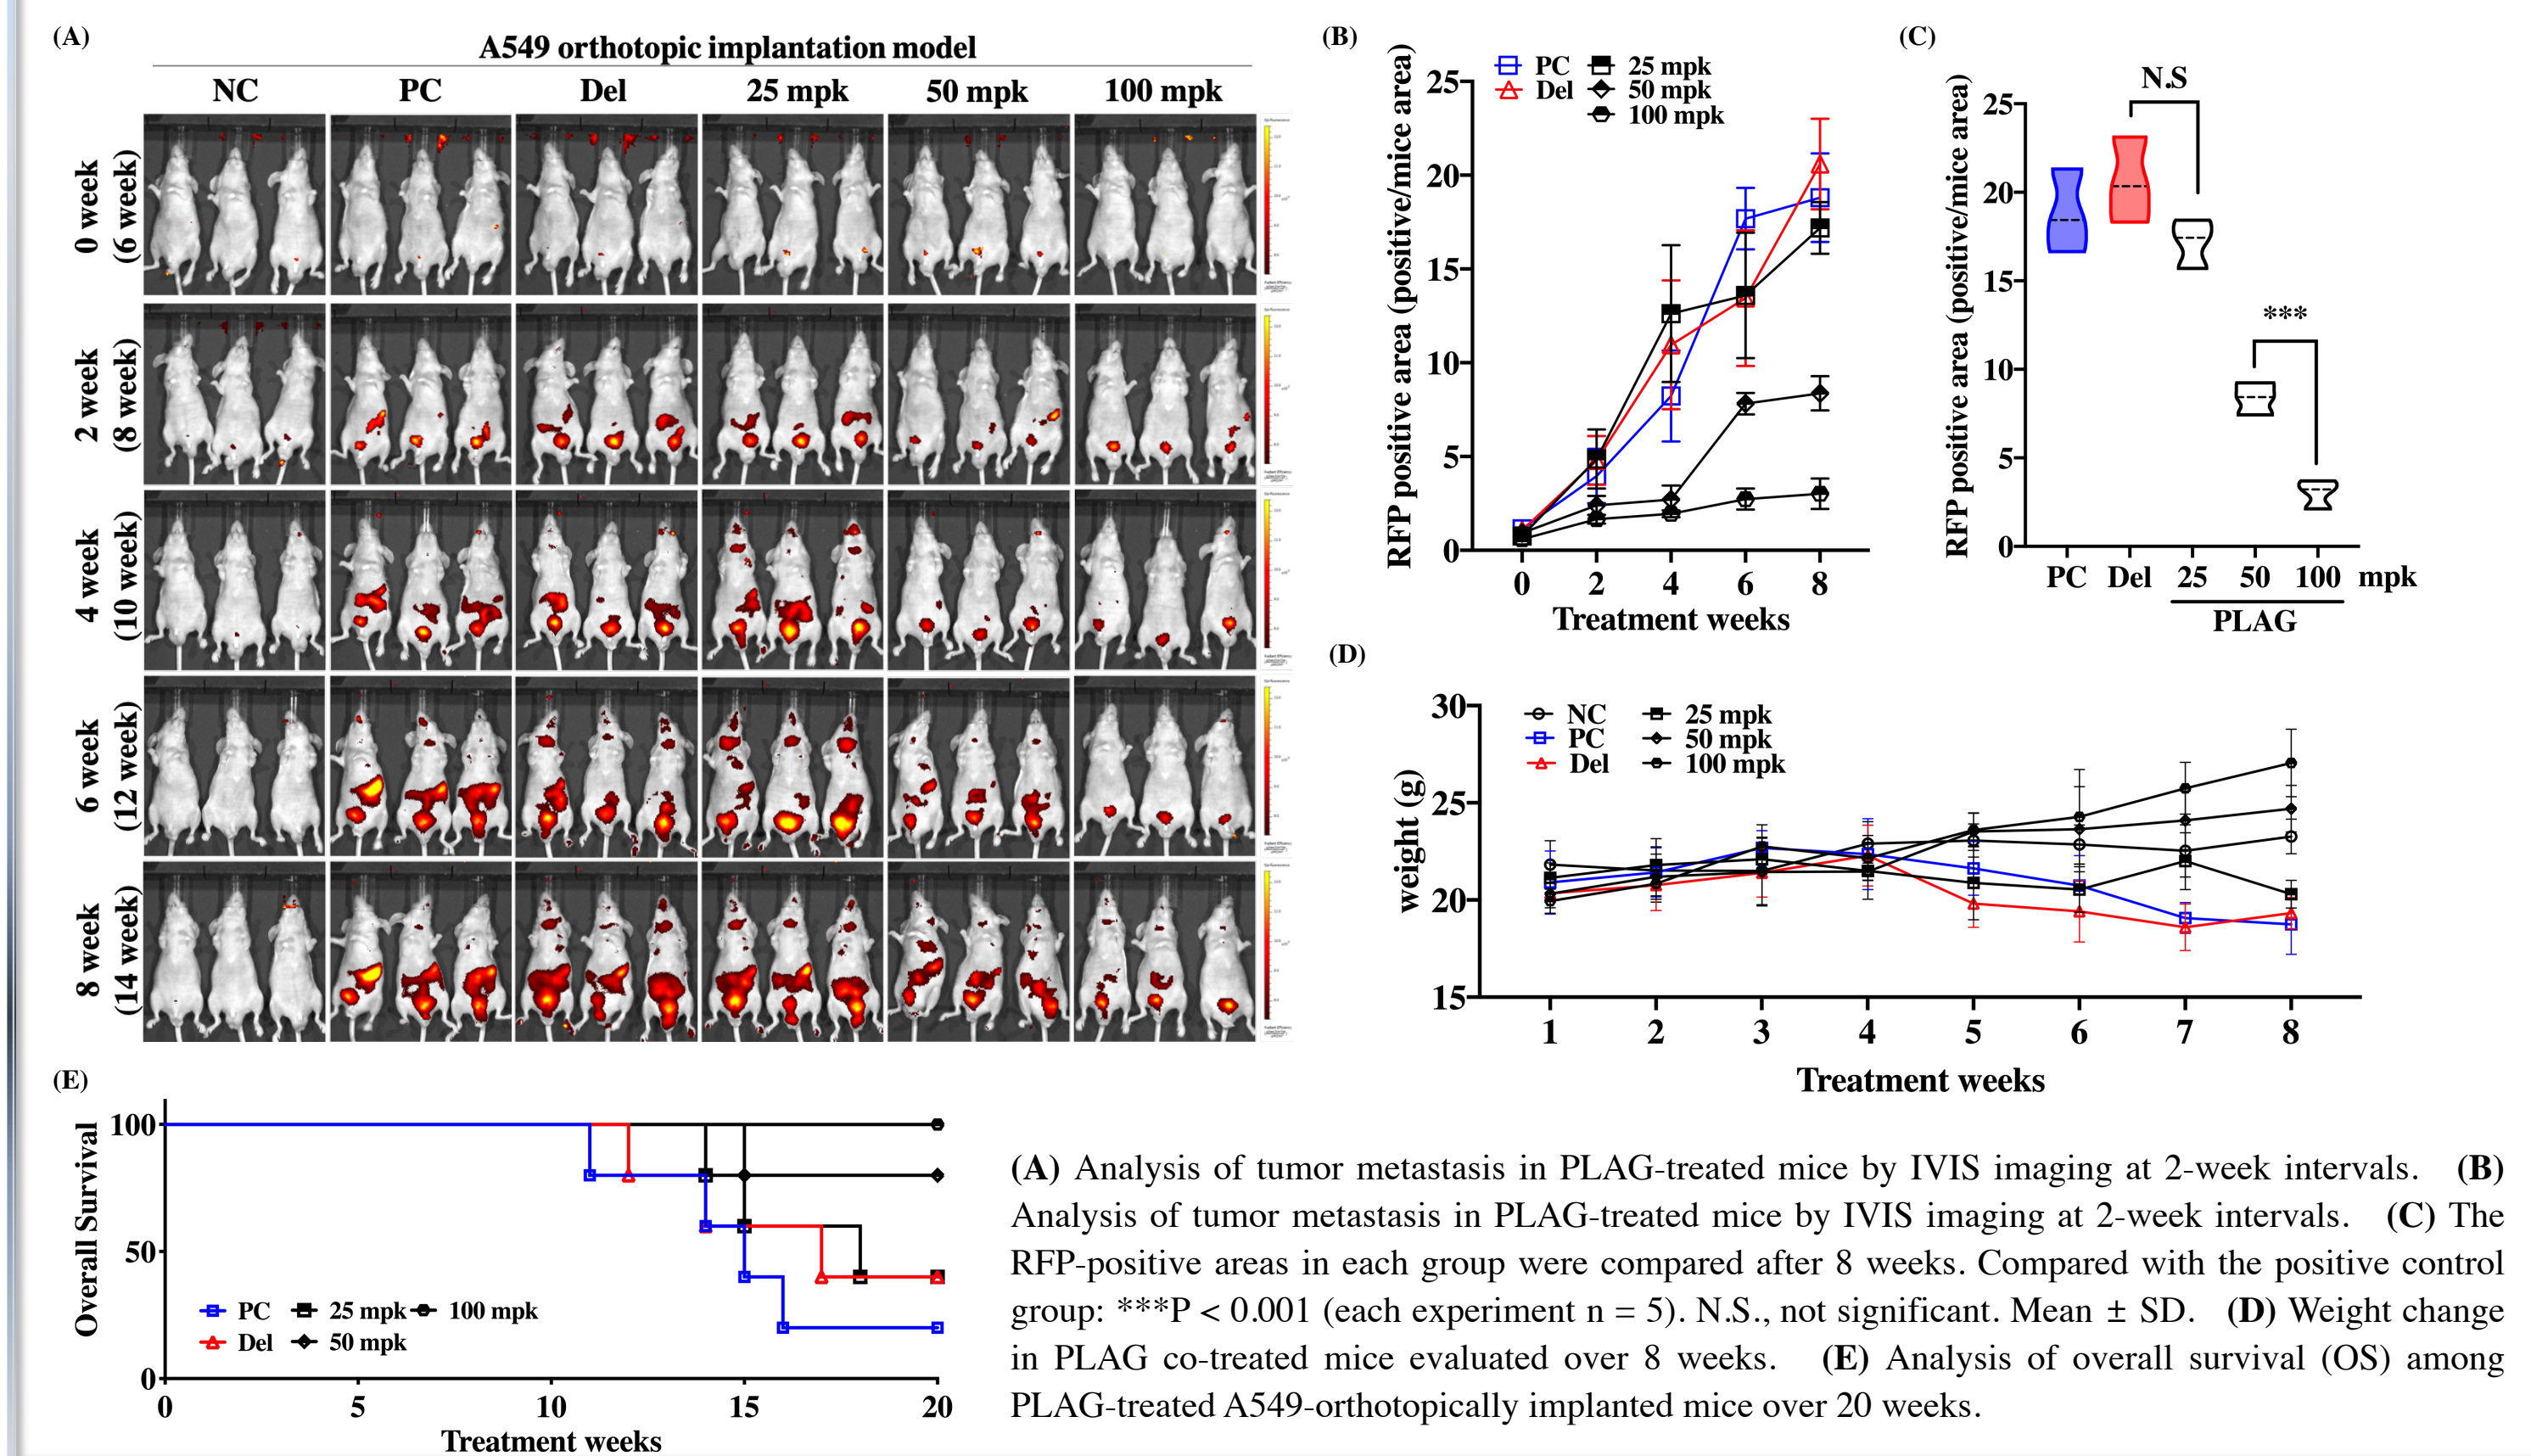 (A)
A549 orthotopic implantation model
NC PC Del 25 mpk 50 mpk 100 mpk
0 week
(6 week)
2 week
(8 week)
4 week
(10 week)
6 week
(12 week)
8 week
(14 week)
(B)
RFP positive area (positive/mice area)
PC 25 mpk
Del 50 mpk
100 mpk
25
20
15
10
5
0
0 2 4 6 8
Treatment weeks
(C)
RFP positive area (positive/mice area)
N.S
***
25
20
15
10
5
0
PC Del 25 50 100 mpk
PLAG
(D)
weight (g)
NC 25 mpk
PC 50 mpk
Del 100 mpk
30
25
20
15
1 2 3 4 5 6 7 8
Treatment weeks
(E)
Overall Survival
100
50
0
PC 25 mpk 100 mpk
Del 50 mpk
0 5 10 15 20
Treatment weeks
(A) Analysis of tumor metastasis in PLAG-treated mice by IVIS imaging at 2-week intervals. (B)
Analysis of tumor metastasis in PLAG-treated mice by IVIS imaging at 2-week intervals. (C) The
RFP-positive areas in each group were compared after 8 weeks. Compared with the positive control
group: ***P < 0.001 (each experiment n = 5). N.S., not significant. Mean ± SD. (D) Weight change
in PLAG co-treated mice evaluated over 8 weeks. (E) Analysis of overall survival (OS) among
PLAG-treated A549-orthotopically implanted mice over 20 weeks.